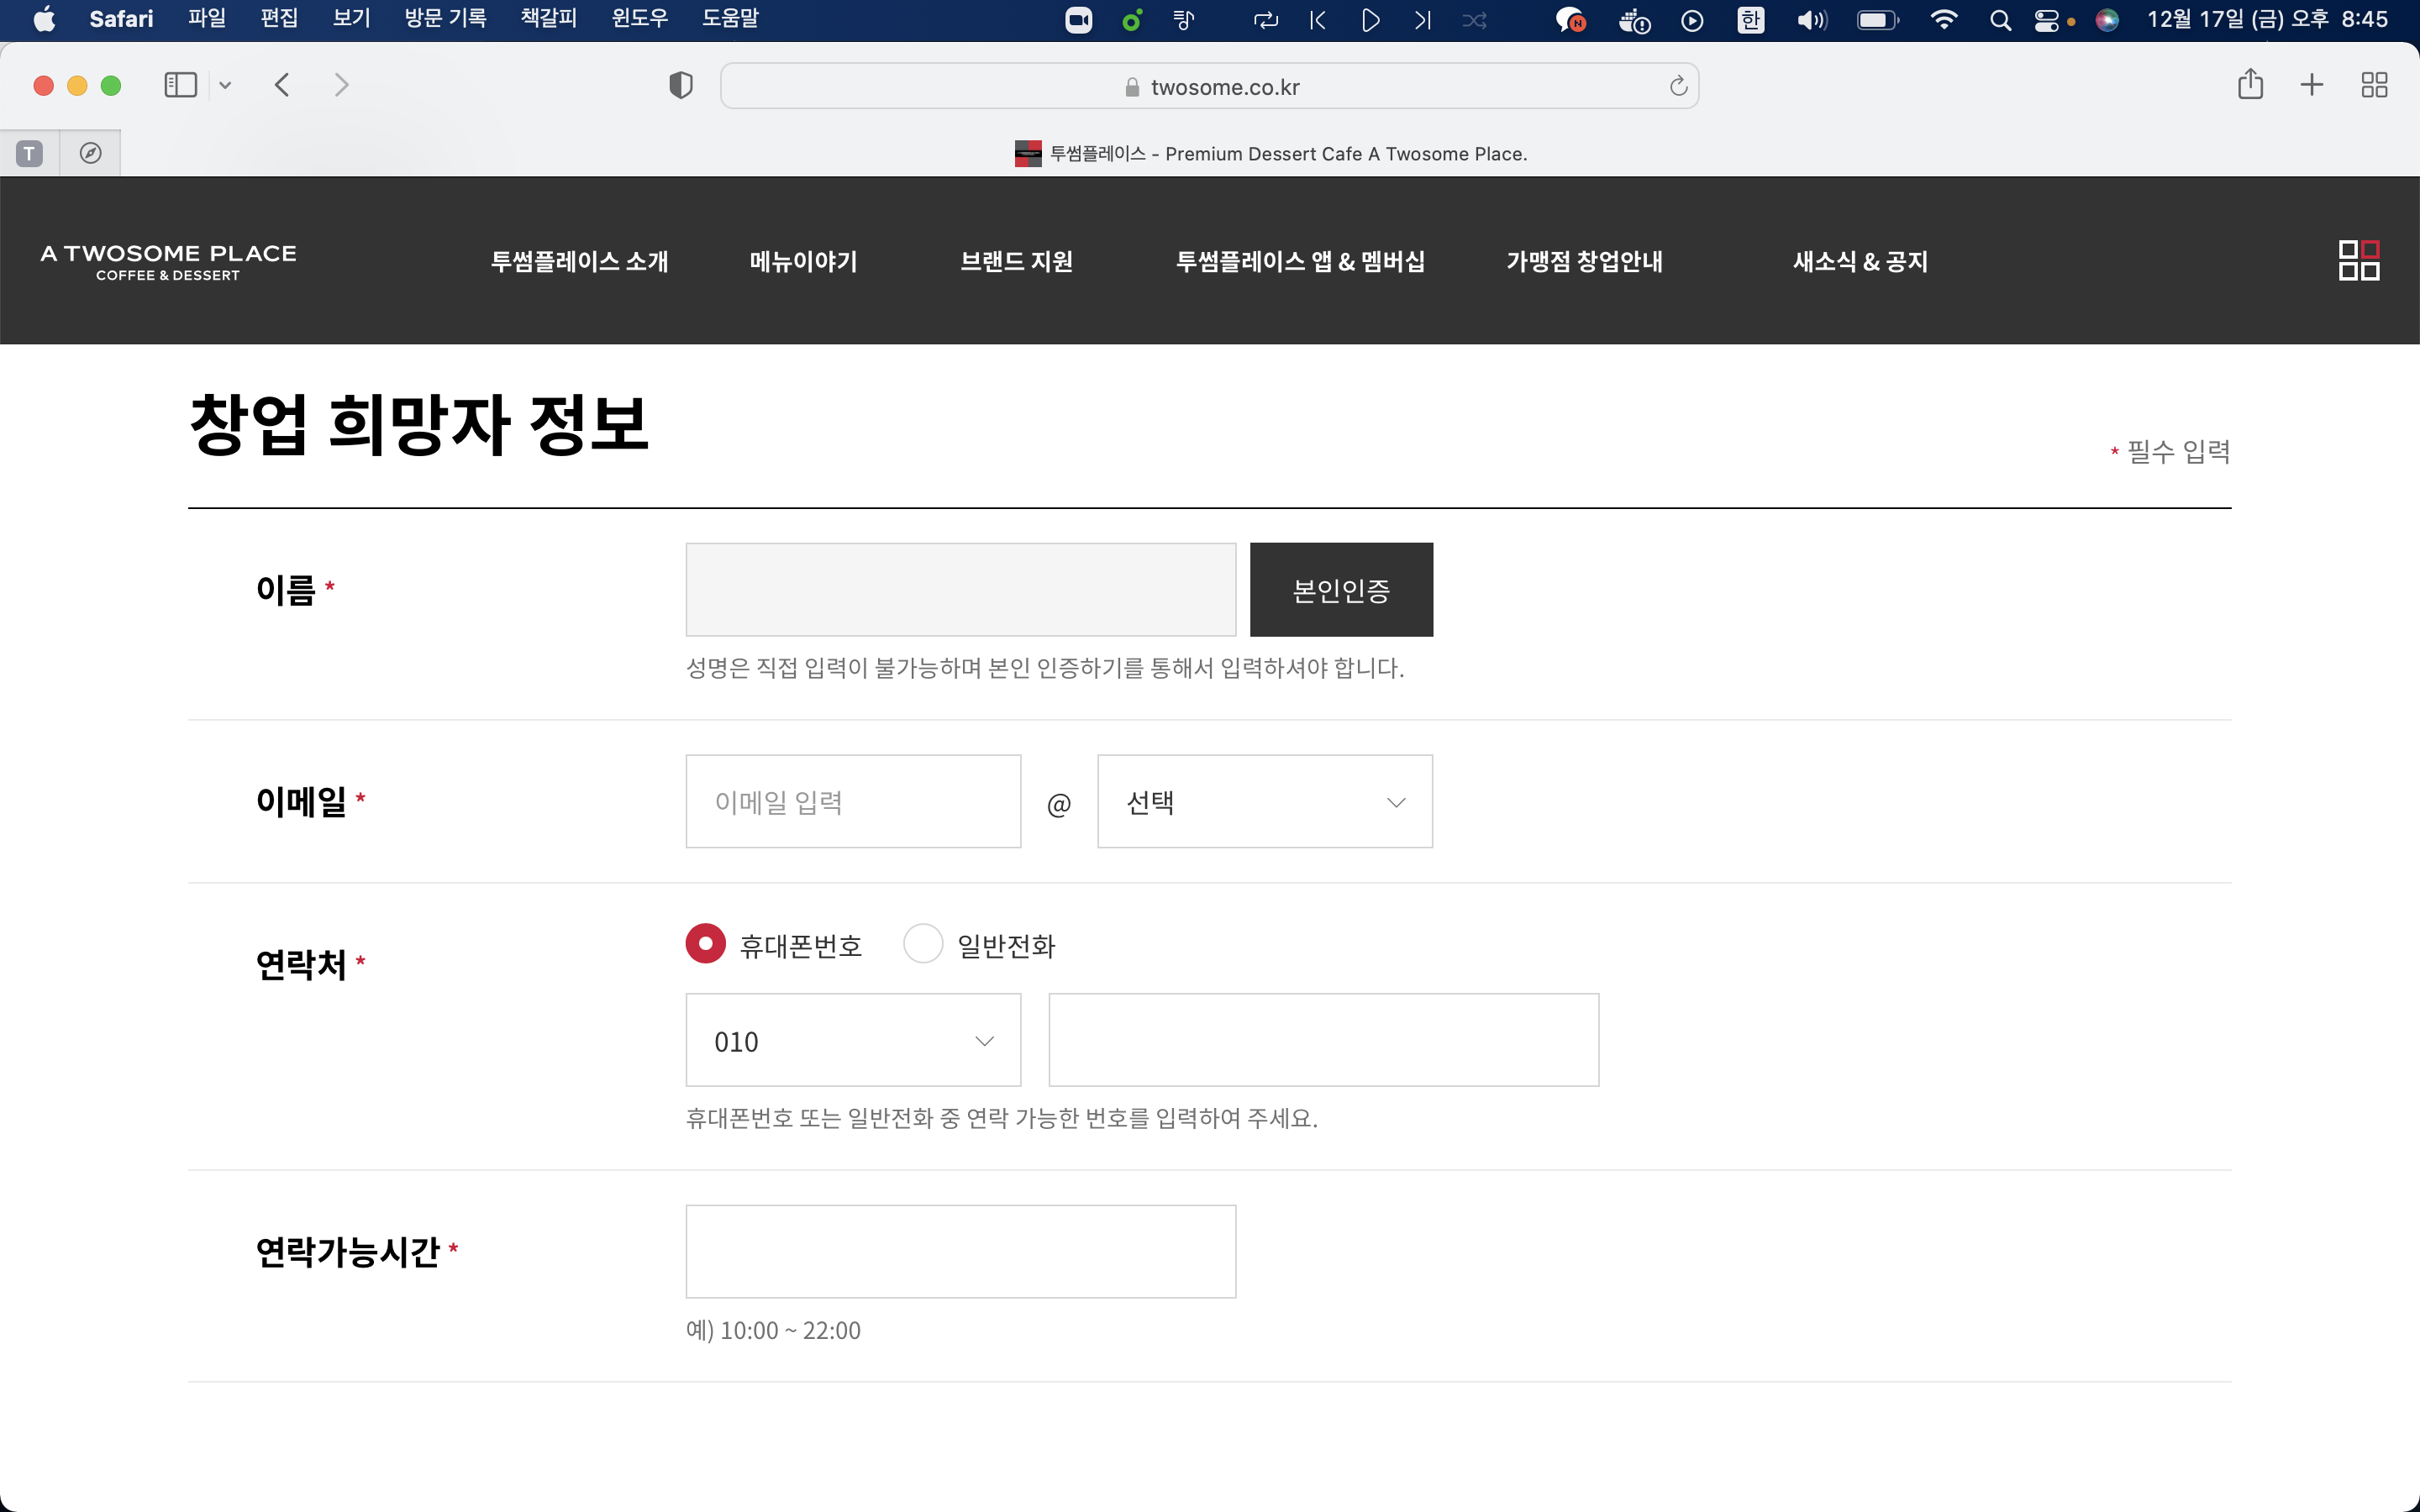 Safari 파일 편집 보기 방문 기록 책갈피 윈도우 도움말 N 한 12월 17일 (금) 오후 8:45
twosome.co.kr
T 투썸플레이스 - Premium Dessert Cafe A Twosome Place.
A TWOSOME PLACE
COFFEE & DESSERT
투썸플레이스 소개 메뉴이야기 브랜드 지원 투썸플레이스 앱 & 멤버십 가맹점 창업안내 새소식 & 공지
창업 희망자 정보
* 필수 입력
이름 * 본인인증
성명은 직접 입력이 불가능하며 본인 인증하기를 통해서 입력하셔야 합니다.
이메일 * 이메일 입력 @ 선택
연락처 * 휴대폰번호 일반전화
010
휴대폰번호 또는 일반전화 중 연락 가능한 번호를 입력하여 주세요.
연락가능시간 *
예) 10:00 ~ 22:00